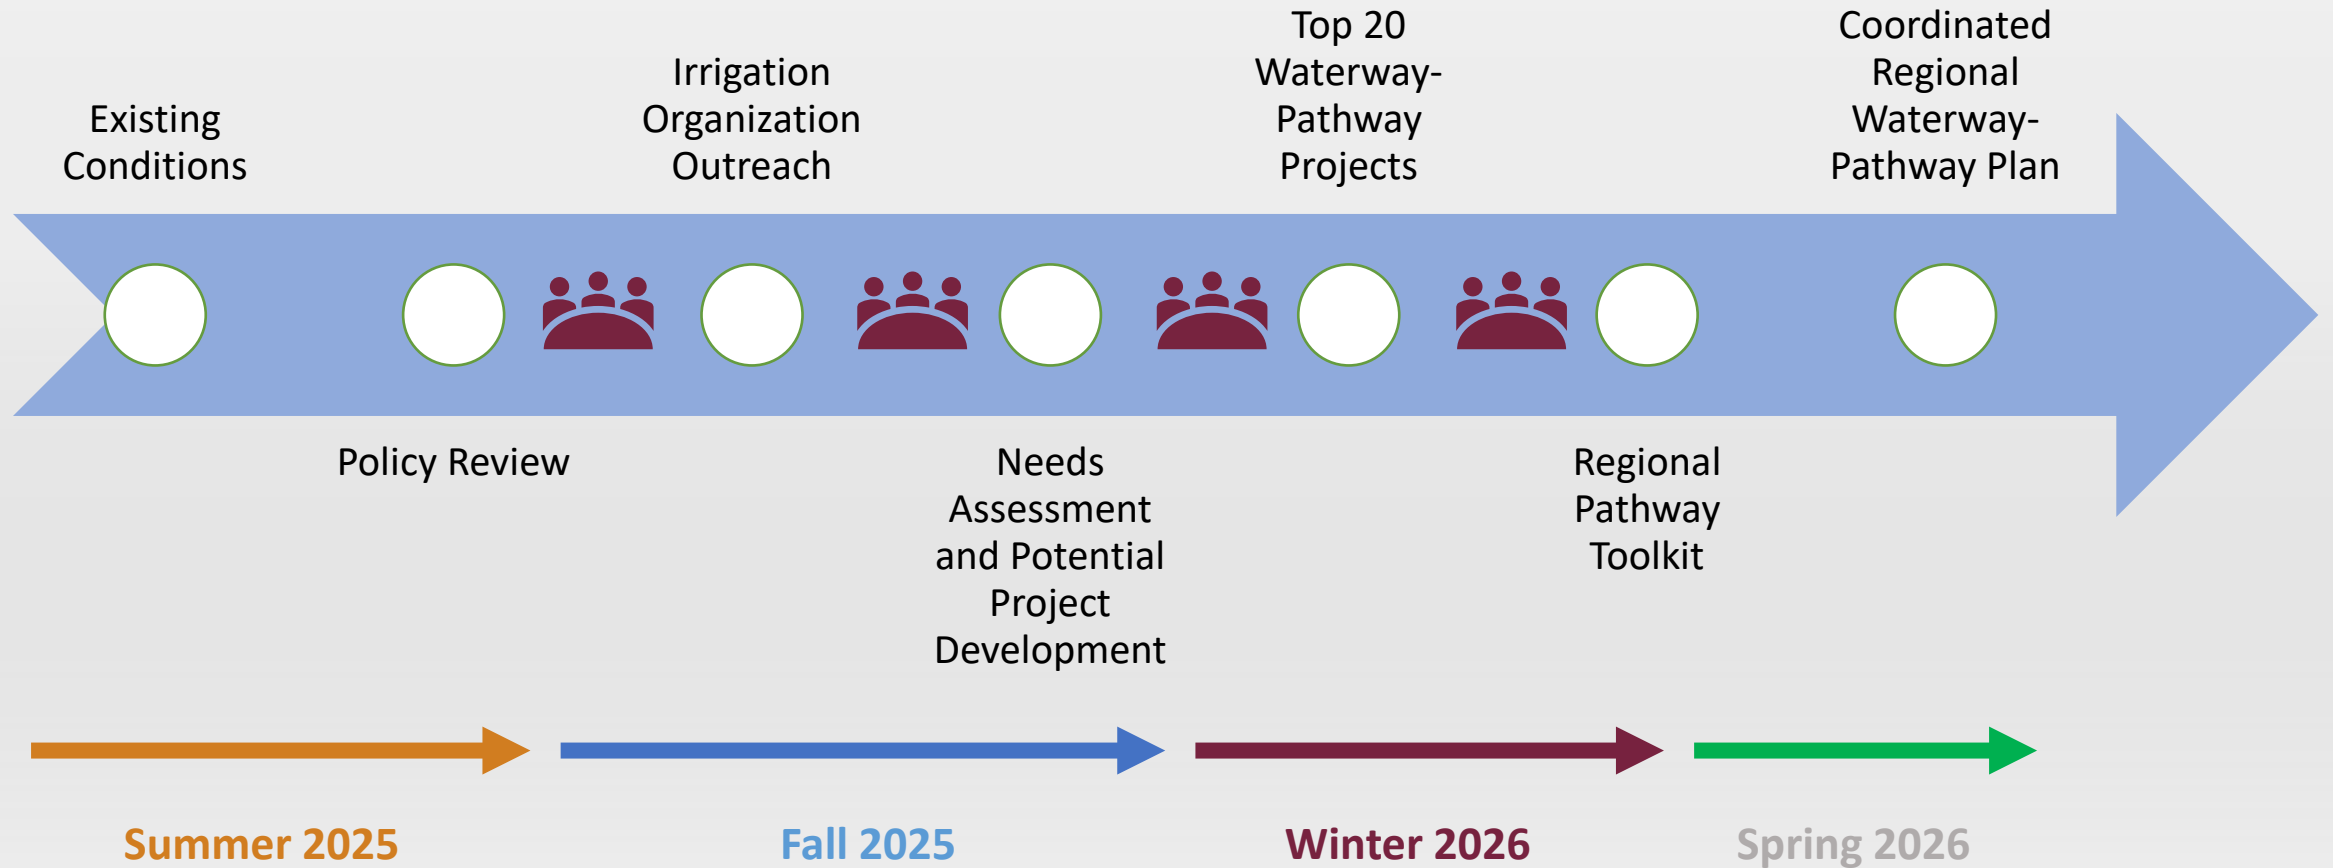 Existing
Conditions
Irrigation
Organization
Outreach
Top 20
Waterway-
Pathway
Projects
Coordinated
Regional
Waterway-
Pathway Plan
Policy Review
Needs
Assessment
and Potential
Project
Development
Regional
Pathway
Toolkit
Summer 2025
Fall 2025
Winter 2026
Spring 2026